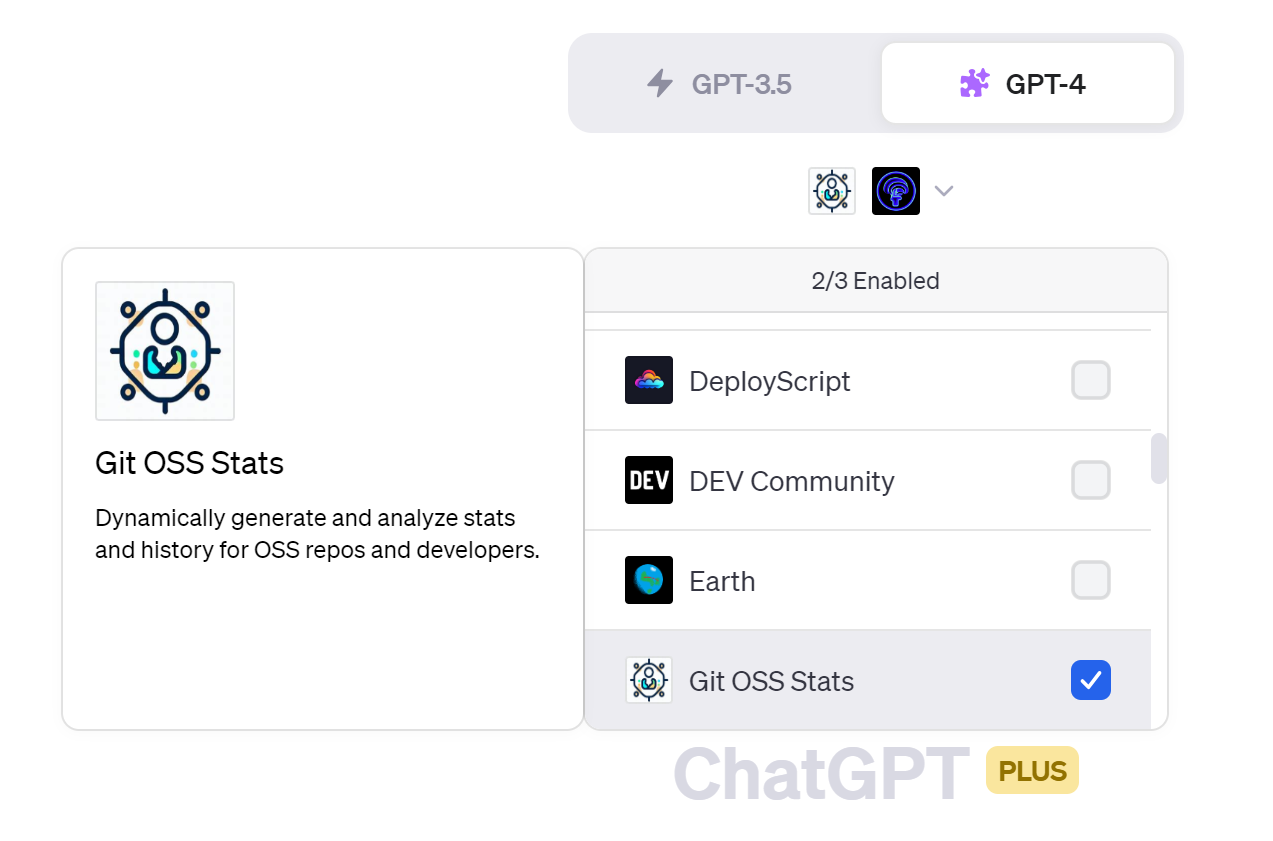 GPT-3.5
GPT-4
Git OSS Stats
Dynamically generate and analyze stats
and history for OSS repos and developers.
2/3 Enabled
DeployScript
DEV
DEV Community
Earth
Git OSS Stats
ChatGPT PLUS